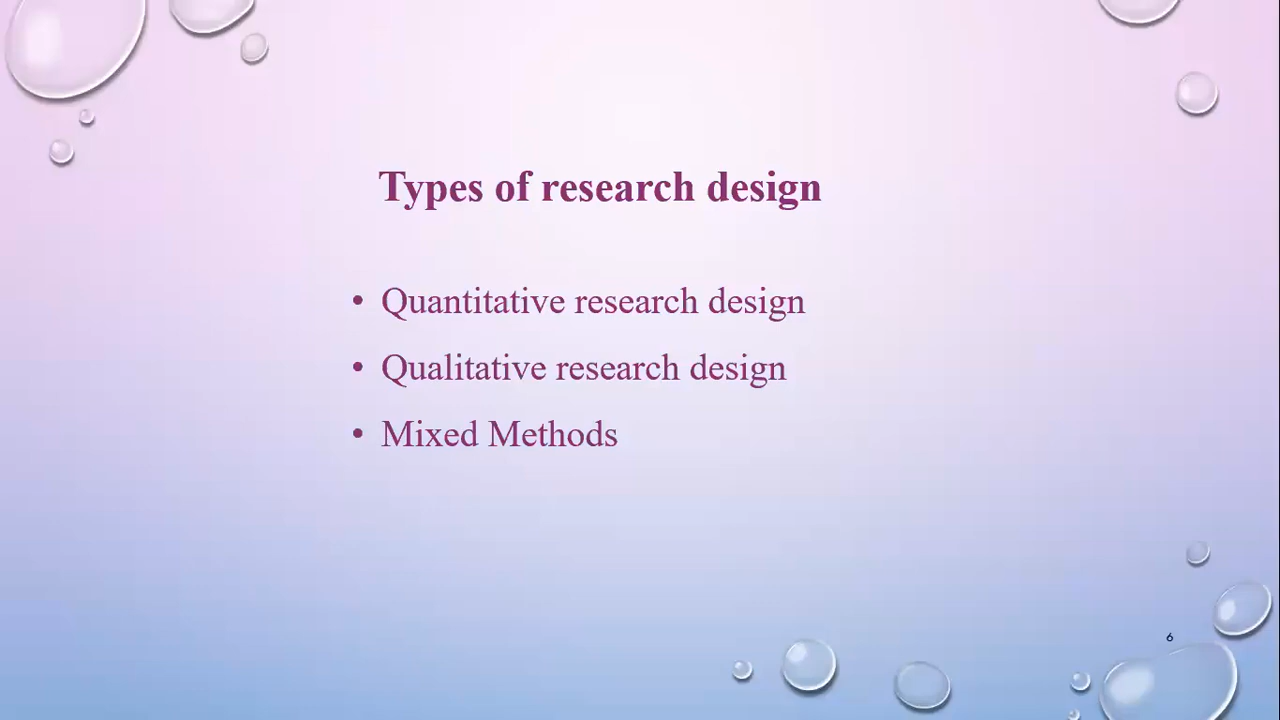 Types of research design
• Quantitative research design
• Qualitative research design
• Mixed Methods
6